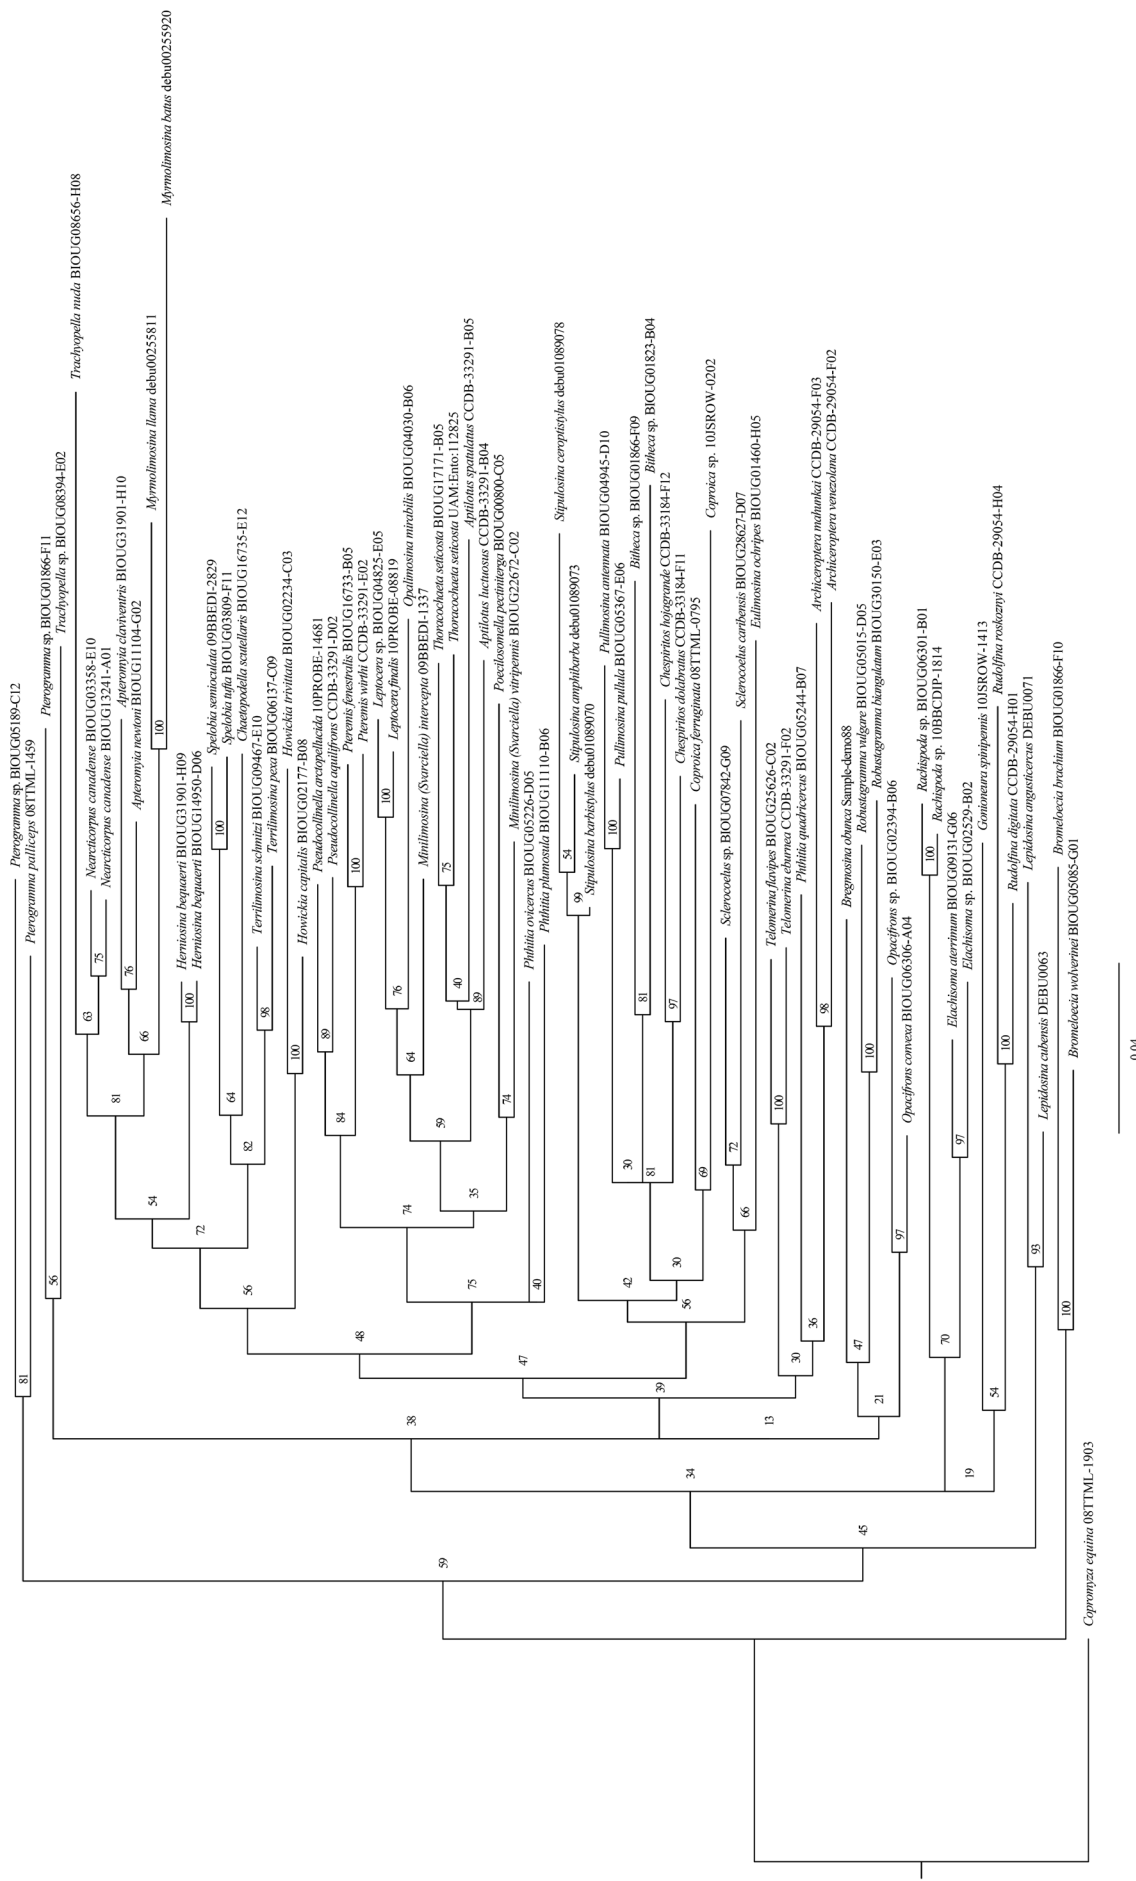 Pterogramma sp. BIOUG05189-C12
Pterogramma palliceps 08TTML-1459
81
Pterogramma sp. BIOUG01866-F11
Trachyopella sp. BIOUG08394-E02
56
Trachyopella nuda BIOUG08656-H08
Nearcticorpus canadense BIOUG03358-E10
Nearcticorpus canadense BIOUG13241-A01
75
63
Apteromyia claviventris BIOUG31901-H10
Apteromyia newtoni BIOUG11104-G02
76
Myrmolimosina llama debu00255811
Myrmolimosina batus debu00255920
100
66
81
Herniosina bequaerti BIOUG31901-H09
Herniosina bequaerti BIOUG14950-D06
100
54
Spelobia semioculata 09BBEDI-2829
Spelobia tufta BIOUG03809-F11
100
Chaetopodella scutellaris BIOUG16735-E12
64
Terrilimosina schmitzi BIOUG09467-E10
Terrilimosina pexa BIOUG06137-C09
98
82
72
Howickia trivittata BIOUG02234-C03
Howickia capitalis BIOUG02177-B08
100
56
Pseudocollinella arctopellucida 10PROBE-14681
Pseudocollinella aquilifrons CCDB-33291-D02
89
Pteremis fenestralis BIOUG16733-B05
Pteremis wirthi CCDB-33291-E02
100
84
Leptocera sp. BIOUG04825-E05
Leptocera finalis 10PROBE-08819
100
Opalimosina mirabilis BIOUG04030-B06
76
Minilimosina (Svarciella) intercepta 09BBEDI-1337
64
Thoracochaeta seticosta BIOUG17171-B05
Thoracochaeta seticosta UAM:Ento:112825
75
Aptilotus spatulatus CCDB-33291-B05
40
Aptilotus luctuosus CCDB-33291-B04
89
59
Poecilosomella pectiniterga BIOUG00800-C05
Minilimosina (Svarciella) vitripennis BIOUG22672-C02
74
35
74
Phthitia ovicercus BIOUG05226-D05
Phthitia plumosula BIOUG11110-B06
40
75
48
Stipulosina ceroptistylus debu01089078
Stipulosina amphibarba debu01089073
54
Stipulosina barbistylus debu01089070
99
Pullimosina antennata BIOUG04945-D10
Pullimosina pullula BIOUG05367-E06
100
30
Bitheca sp. BIOUG01866-F09
Bitheca sp. BIOUG01823-B04
81
81
Chespiritos hojagrande CCDB-33184-F12
Chespiritos dolabratus CCDB-33184-F11
97
Coproica ferruginata 08TTML-0795
Coproica sp. 10JSROW-0202
69
30
42
Sclerocoelus sp. BIOUG07842-G09
Sclerocoelus caribensis BIOUG28627-D07
72
Eulimosina ochripes BIOUG01460-H05
66
56
47
Telomerina flavipes BIOUG25626-C02
Telomerina eburnea CCDB-33291-F02
100
Phthitia quadricercus BIOUG05244-B07
Archiceroptera mahunkai CCDB-29054-F03
Archiceroptera venezolana CCDB-29054-F02
98
36
30
39
Bregmosina obunca Sample-demo88
Robustagramma vulgare BIOUG05015-D05
Robustagramma biangulatum BIOUG30150-E03
100
47
Opacifrons sp. BIOUG02394-B06
Opacifrons convexa BIOUG06306-A04
97
21
13
38
Rachispoda sp. BIOUG06301-B01
Rachispoda sp. 10BBCDIP-1814
100
Elachisoma aterrimum BIOUG09131-G06
Elachisoma sp. BIOUG02529-B02
97
70
Gonioneura spinipennis 10JSROW-1413
Rudolfina roskoznyi CCDB-29054-H04
Rudolfina digitata CCDB-29054-H01
100
54
19
34
Lepidosina angusticercus DEBU0071
Lepidosina cubensis DEBU0063
93
45
59
Bromeloecia brachium BIOUG01866-F10
Bromeloecia wolverinei BIOUG05085-G01
100
Copromyza equina 08TTML-1903
0.04